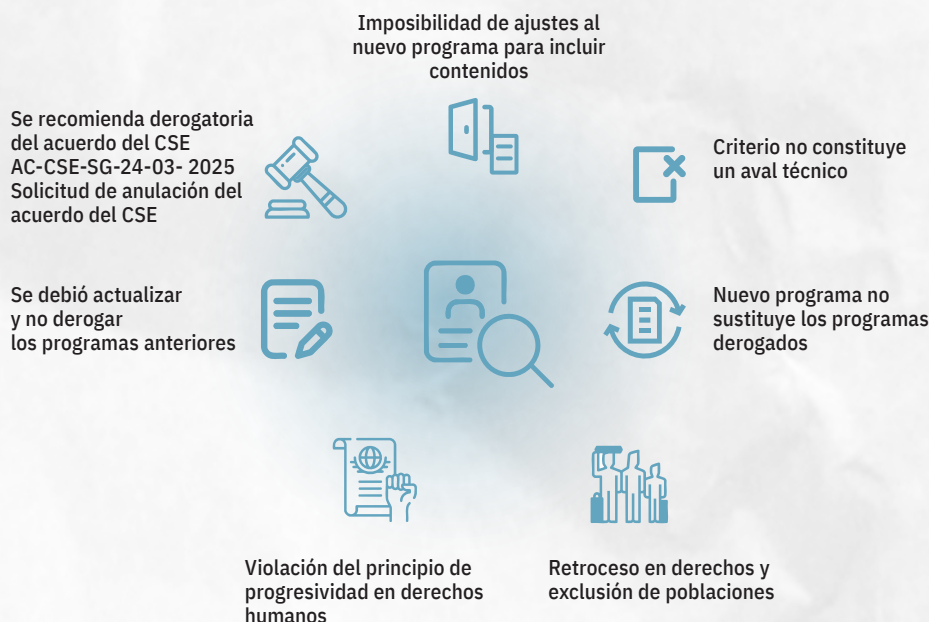 Imposibilidad de ajustes al
nuevo programa para incluir
contenidos
Se recomienda derogatoria
del acuerdo del CSE
AC-CSE-SG-24-03- 2025
Solicitud de anulación del
acuerdo del CSE
Criterio no constituye
un aval técnico
Se debió actualizar
y no derogar
los programas anteriores
Nuevo programa no
sustituye los programas
derogados
Violación del principio de
progresividad en derechos
humanos
Retroceso en derechos y
exclusión de poblaciones